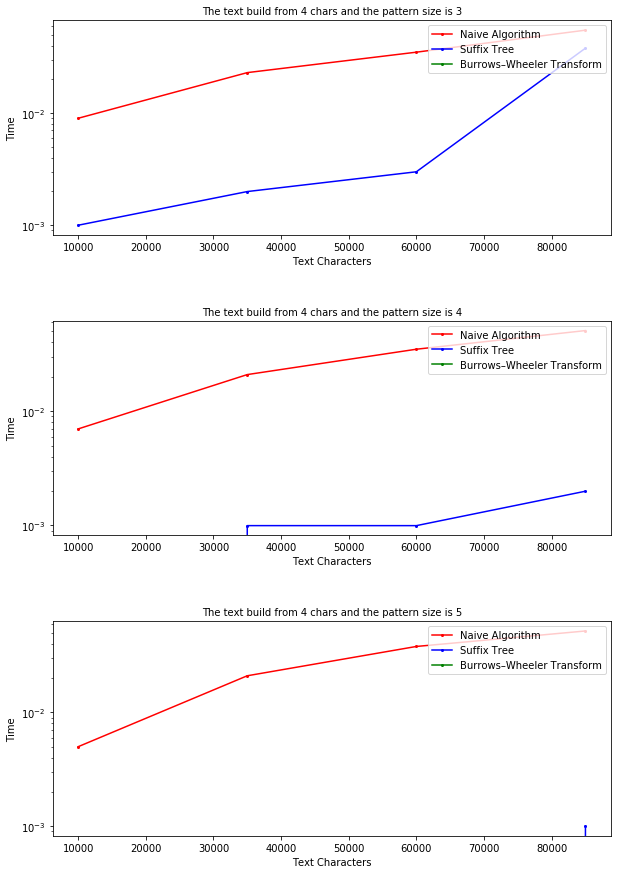 The text build from 4 chars and the pattern size is 3
Naive Algorithm
Suffix Tree
Burrows–Wheeler Transform
10⁻²
10⁻³
Time
10000 20000 30000 40000 50000 60000 70000 80000
Text Characters
The text build from 4 chars and the pattern size is 4
Naive Algorithm
Suffix Tree
Burrows–Wheeler Transform
10⁻²
10⁻³
Time
10000 20000 30000 40000 50000 60000 70000 80000
Text Characters
The text build from 4 chars and the pattern size is 5
Naive Algorithm
Suffix Tree
Burrows–Wheeler Transform
10⁻²
10⁻³
Time
10000 20000 30000 40000 50000 60000 70000 80000
Text Characters